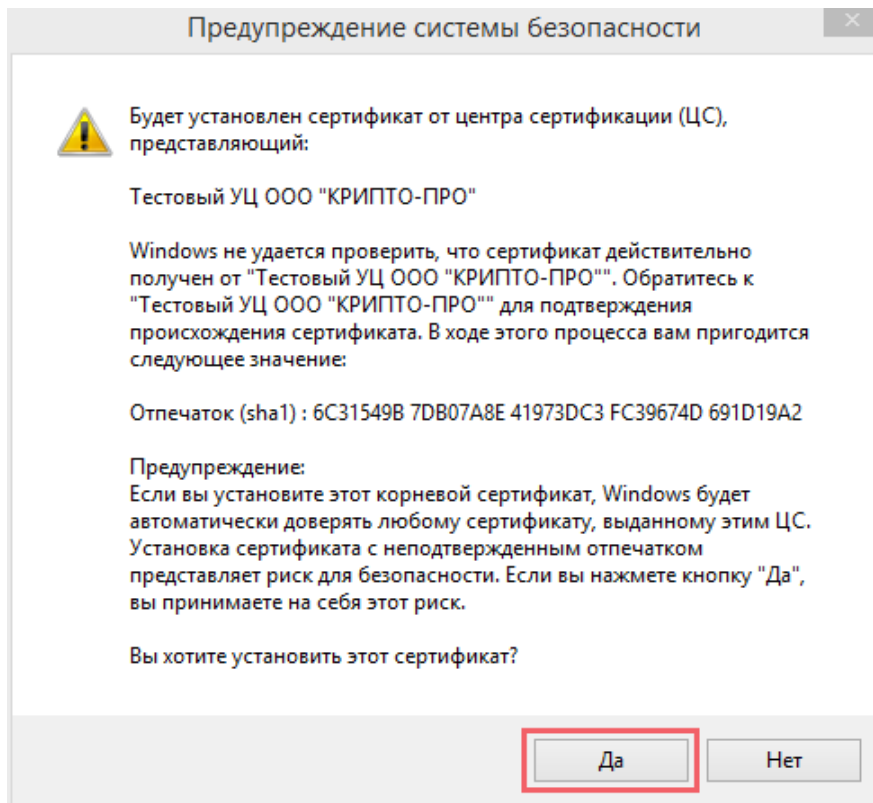 Предупреждение системы безопасности
Будет установлен сертификат от центра сертификации (ЦС),
представляющий:
Тестовый УЦ ООО "КРИПТО-ПРО"
Windows не удается проверить, что сертификат действительно
получен от "Тестовый УЦ ООО "КРИПТО-ПРО"". Обратитесь к
"Тестовый УЦ ООО "КРИПТО-ПРО"" для подтверждения
происхождения сертификата. В ходе этого процесса вам пригодится
следующее значение:
Отпечаток (sha1) : 6C31549B 7DB07A8E 41973DC3 FC39674D 691D19A2
Предупреждение:
Если вы установите этот корневой сертификат, Windows будет
автоматически доверять любому сертификату, выданному этим ЦС.
Установка сертификата с неподтвержденным отпечатком
представляет риск для безопасности. Если вы нажмете кнопку "Да",
вы принимаете на себя этот риск.
Вы хотите установить этот сертификат?
Да
Нет